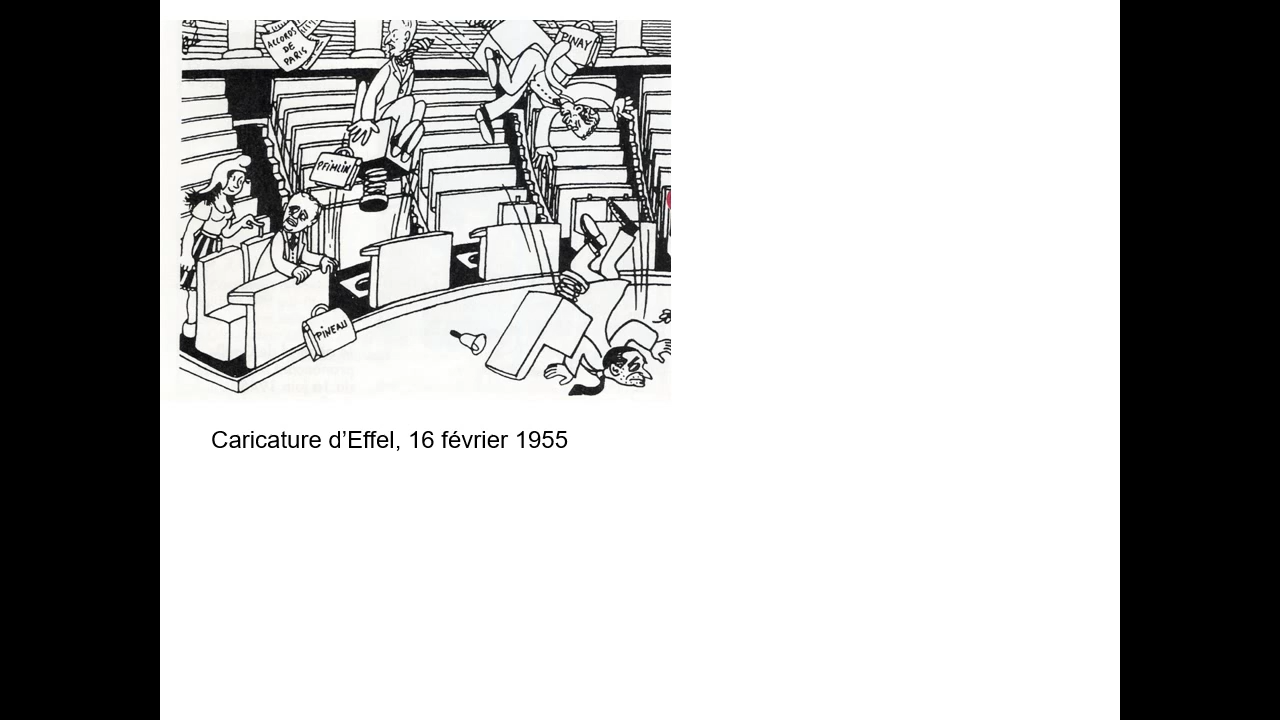 ACCORDS
DE
PARIS
PINAY
PFIMLIN
PINEAU
Caricature d’Effel, 16 février 1955